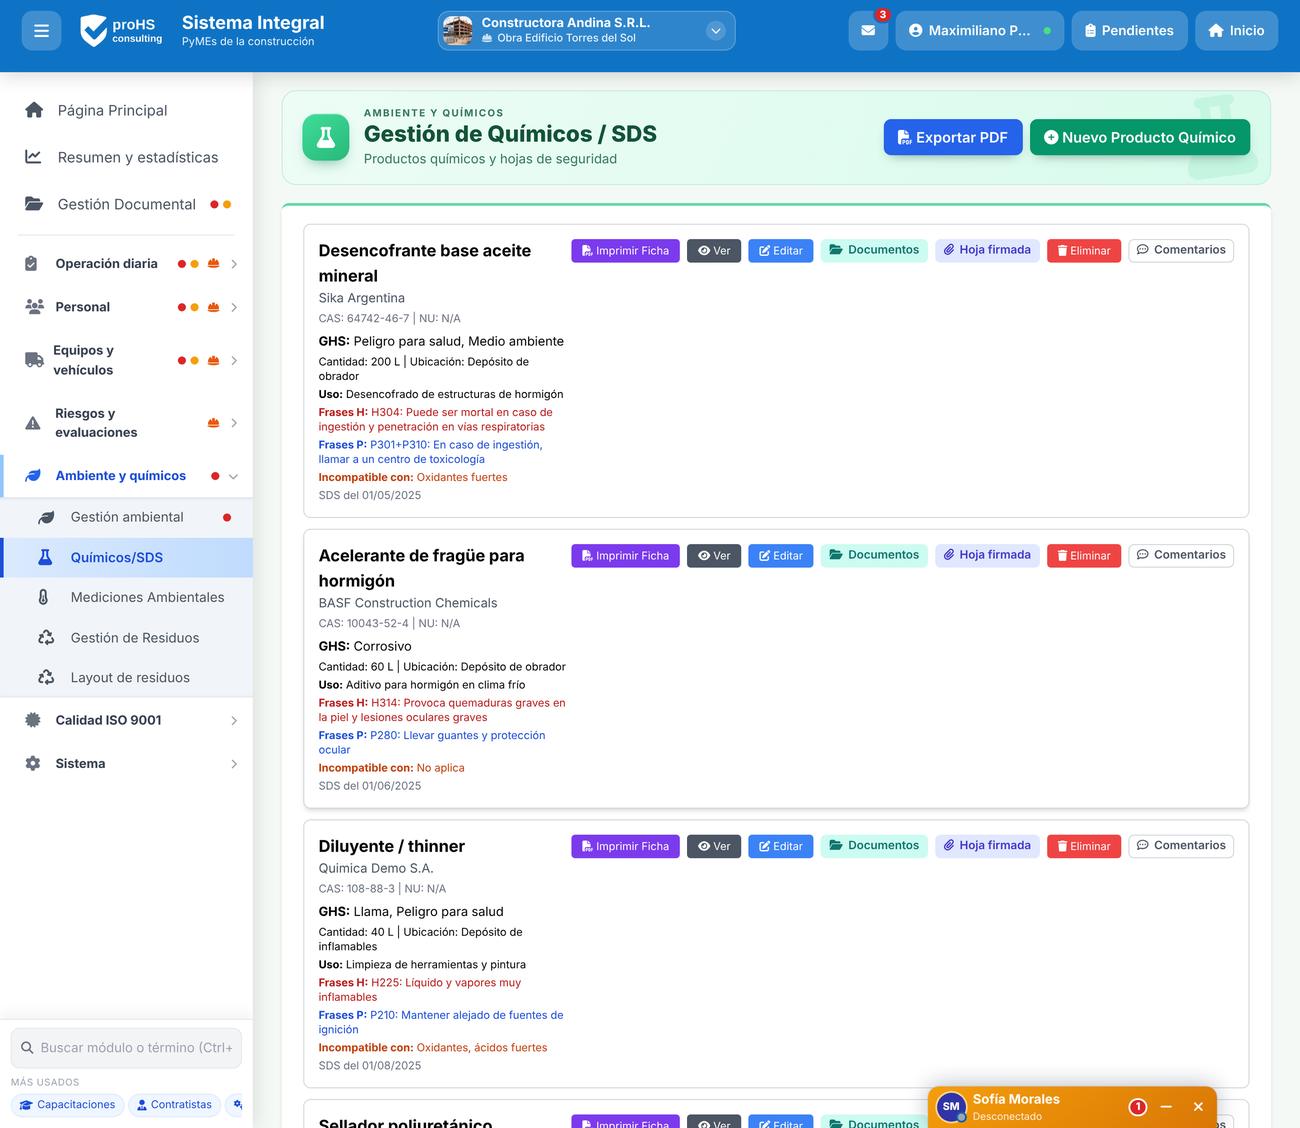 proHS
consulting
Sistema Integral
PyMEs de la construcción
Constructora Andina S.R.L.
Obra Edificio Torres del Sol
3
Maximiliano P...
Pendientes
Inicio
Página Principal
Resumen y estadísticas
Gestión Documental
Operación diaria
Personal
Equipos y
vehículos
Riesgos y
evaluaciones
Ambiente y químicos
Gestión ambiental
Químicos/SDS
Mediciones Ambientales
Gestión de Residuos
Layout de residuos
Calidad ISO 9001
Sistema
Buscar módulo o término (Ctrl+
MÁS USADOS
Capacitaciones
Contratistas
AMBIENTE Y QUÍMICOS
Gestión de Químicos / SDS
Productos químicos y hojas de seguridad
Exportar PDF
Nuevo Producto Químico
Desencofrante base aceite
mineral
Imprimir Ficha
Ver
Editar
Documentos
Hoja firmada
Eliminar
Comentarios
Sika Argentina
CAS: 64742-46-7 | NU: N/A
GHS: Peligro para salud, Medio ambiente
Cantidad: 200 L | Ubicación: Depósito de
obrador
Uso: Desencofrado de estructuras de hormigón
Frases H: H304: Puede ser mortal en caso de
ingestión y penetración en vías respiratorias
Frases P: P301+P310: En caso de ingestión,
llamar a un centro de toxicología
Incompatible con: Oxidantes fuertes
SDS del 01/05/2025
Acelerante de fragüe para
hormigón
Imprimir Ficha
Ver
Editar
Documentos
Hoja firmada
Eliminar
Comentarios
BASF Construction Chemicals
CAS: 10043-52-4 | NU: N/A
GHS: Corrosivo
Cantidad: 60 L | Ubicación: Depósito de obrador
Uso: Aditivo para hormigón en clima frío
Frases H: H314: Provoca quemaduras graves en
la piel y lesiones oculares graves
Frases P: P280: Llevar guantes y protección
ocular
Incompatible con: No aplica
SDS del 01/06/2025
Diluyente / thinner
Imprimir Ficha
Ver
Editar
Documentos
Hoja firmada
Eliminar
Comentarios
Quimica Demo S.A.
CAS: 108-88-3 | NU: N/A
GHS: Llama, Peligro para salud
Cantidad: 40 L | Ubicación: Depósito de
inflamables
Uso: Limpieza de herramientas y pintura
Frases H: H225: Líquido y vapores muy
inflamables
Frases P: P210: Mantener alejado de fuentes de
ignición
Incompatible con: Oxidantes, ácidos fuertes
SDS del 01/08/2025
Sellador poliuretánico
Imprimir Ficha
Ver
Editar
Documentos
SM
Sofía Morales
Desconectado
1